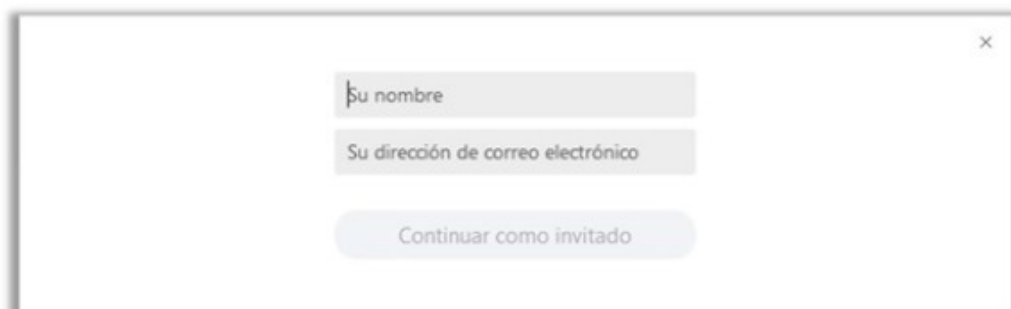 Su nombre
Su dirección de correo electrónico
Continuar como invitado